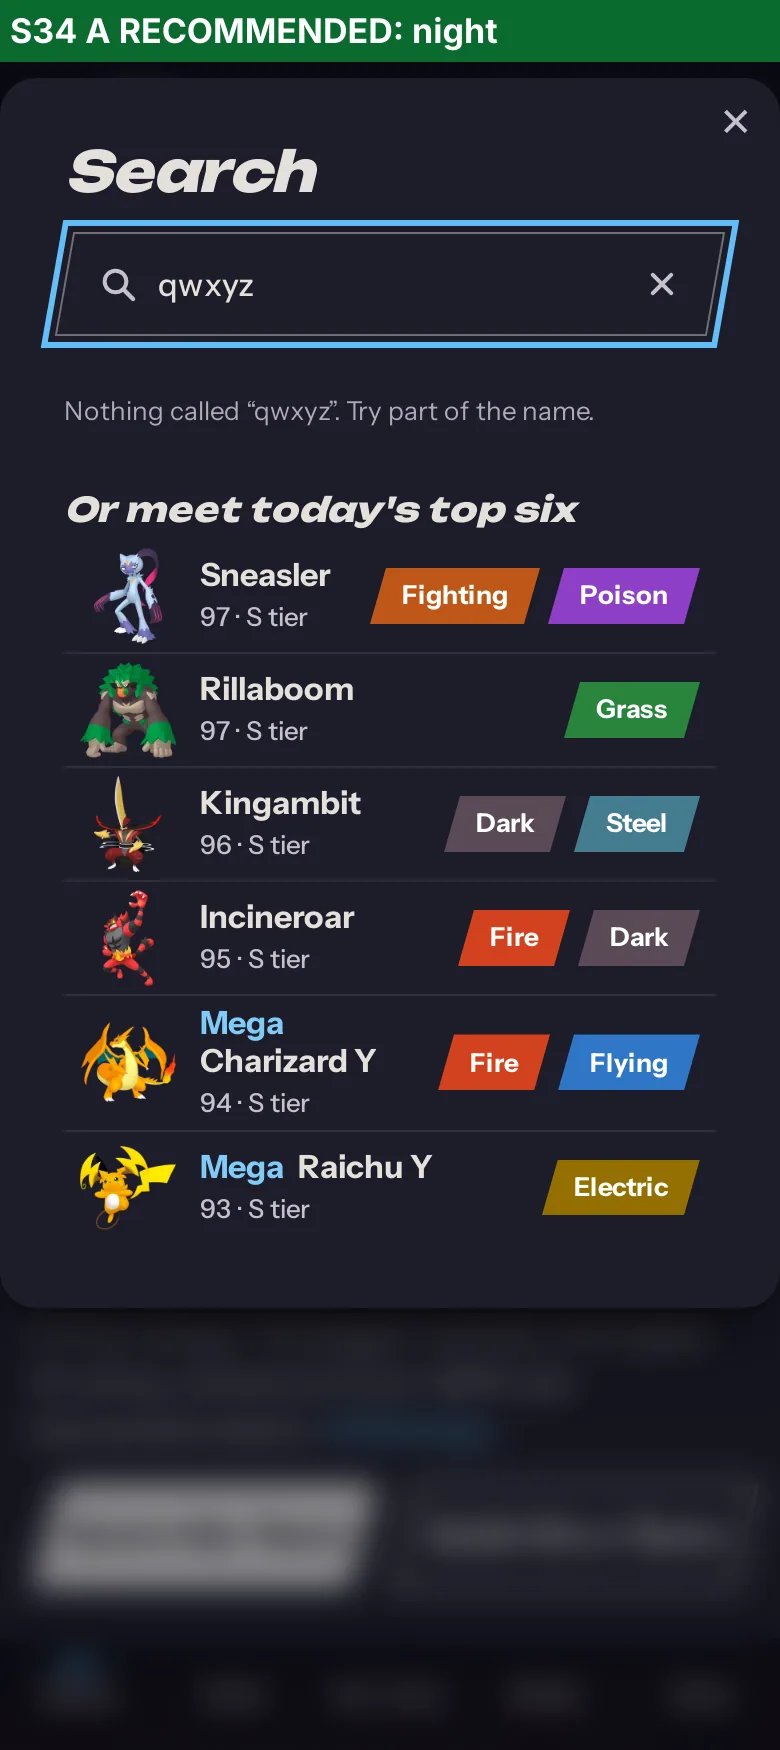 S34 A RECOMMENDED: night
Search
qwxyz
Nothing called “qwxyz”. Try part of the name.
Or meet today's top six
Sneasler
97 · S tier
Fighting
Poison
Rillaboom
97 · S tier
Grass
Kingambit
96 · S tier
Dark
Steel
Incineroar
95 · S tier
Fire
Dark
Mega
Charizard Y
94 · S tier
Fire
Flying
Mega Raichu Y
93 · S tier
Electric